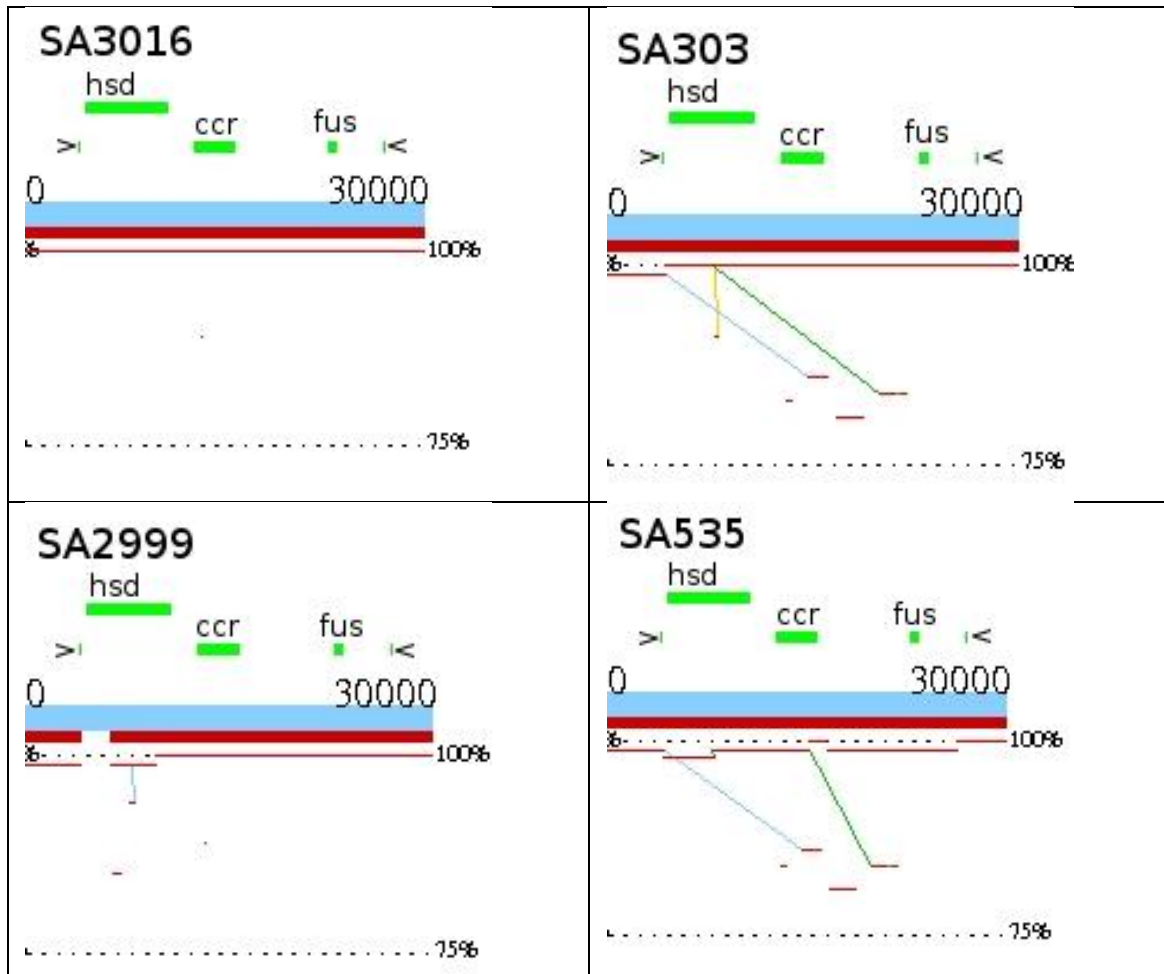 SA3016
hsd
ccr
fus
> <
0 30000
% 100%
75%
SA303
hsd
ccr
fus
> <
0 30000
% 100%
75%
SA2999
hsd
ccr
fus
> <
0 30000
% 100%
75%
SA535
hsd
ccr
fus
> <
0 30000
% 100%
75%